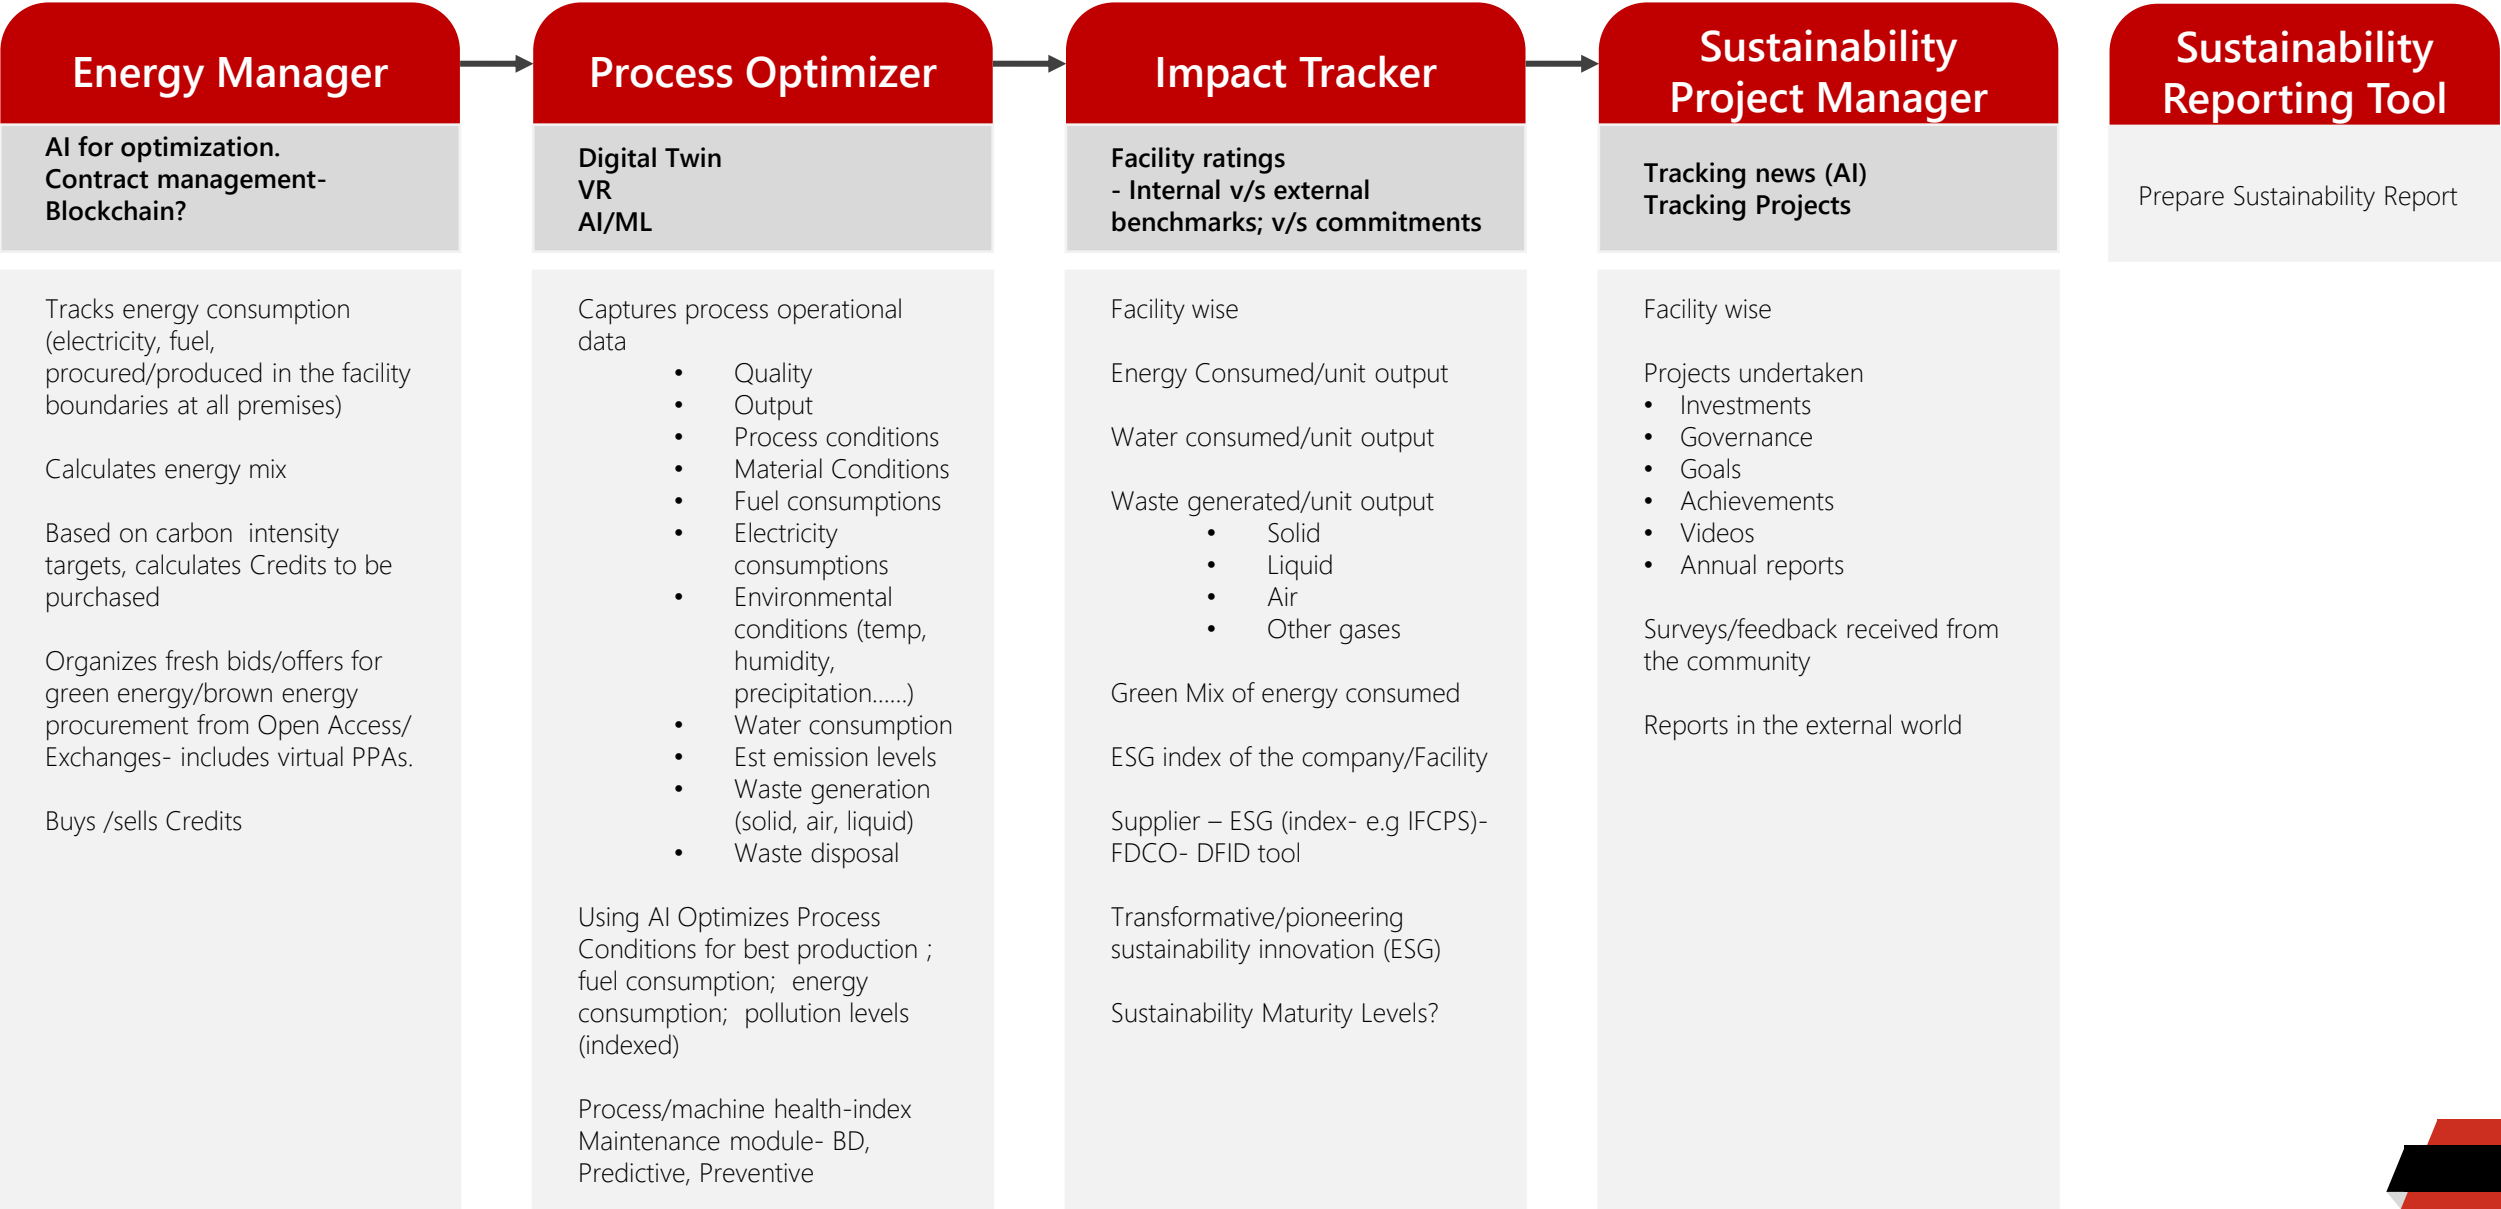 Energy Manager
AI for optimization.
Contract management-
Blockchain?
Tracks energy consumption
(electricity, fuel,
procured/produced in the facility
boundaries at all premises)
Calculates energy mix
Based on carbon  intensity
targets, calculates Credits to be
purchased
Organizes fresh bids/offers for
green energy/brown energy
procurement from Open Access/
Exchanges- includes virtual PPAs.
Buys /sells Credits
Process Optimizer
Digital Twin
VR
AI/ML
Captures process operational
data
• Quality
• Output
• Process conditions
• Material Conditions
• Fuel consumptions
• Electricity
consumptions
• Environmental
conditions (temp,
humidity,
precipitation......)
• Water consumption
• Est emission levels
• Waste generation
(solid, air, liquid)
• Waste disposal
Using AI Optimizes Process
Conditions for best production ;
fuel consumption;  energy
consumption;  pollution levels
(indexed)
Process/machine health-index
Maintenance module- BD,
Predictive, Preventive
Impact Tracker
Facility ratings
- Internal v/s external
benchmarks; v/s commitments
Facility wise
Energy Consumed/unit output
Water consumed/unit output
Waste generated/unit output
• Solid
• Liquid
• Air
• Other gases
Green Mix of energy consumed
ESG index of the company/Facility
Supplier – ESG (index- e.g IFCPS)-
FDCO- DFID tool
Transformative/pioneering
sustainability innovation (ESG)
Sustainability Maturity Levels?
Sustainability
Project Manager
Tracking news (AI)
Tracking Projects
Facility wise
Projects undertaken
• Investments
• Governance
• Goals
• Achievements
• Videos
• Annual reports
Surveys/feedback received from
the community
Reports in the external world
Sustainability
Reporting Tool
Prepare Sustainability Report